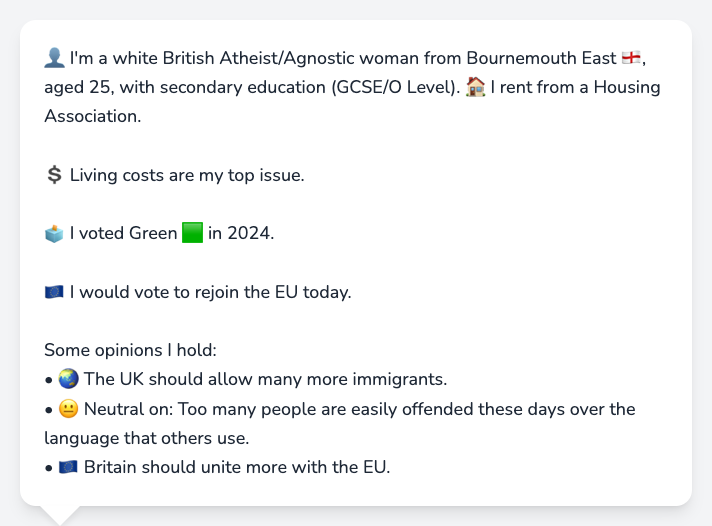 👤 I'm a white British Atheist/Agnostic woman from Bournemouth East 🏴󠁧󠁢󠁥󠁮󠁧󠁿,
aged 25, with secondary education (GCSE/O Level). 🏠 I rent from a Housing
Association.
💲 Living costs are my top issue.
🗳️ I voted Green 🟩 in 2024.
🇪🇺 I would vote to rejoin the EU today.
Some opinions I hold:
• 🌏 The UK should allow many more immigrants.
• 😐 Neutral on: Too many people are easily offended these days over the
language that others use.
• 🇪🇺 Britain should unite more with the EU.